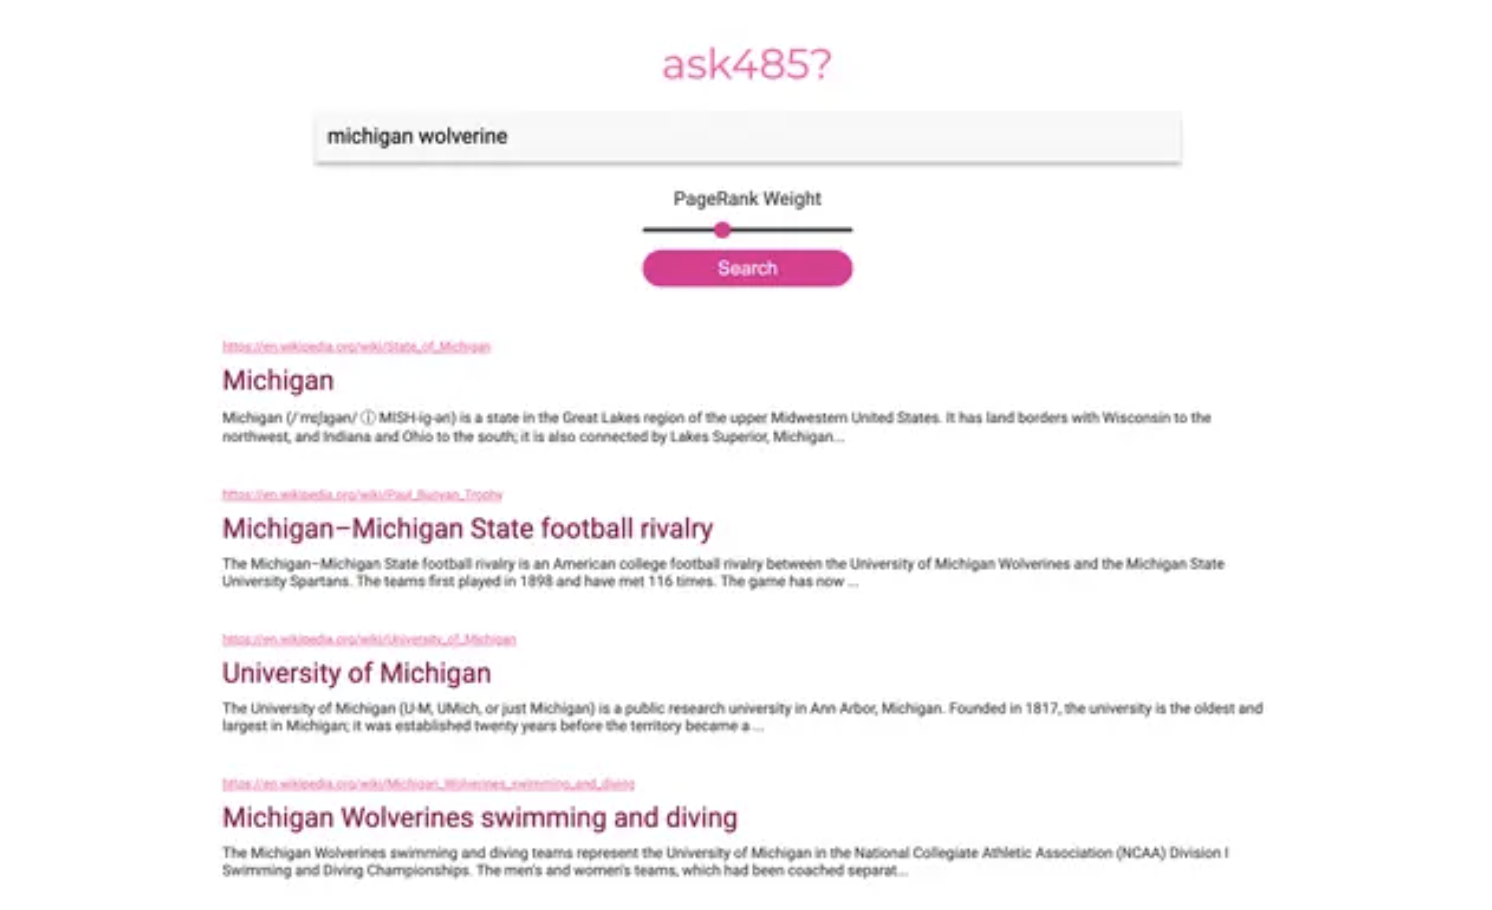 ask485?
michigan wolverine
PageRank Weight
Search
https://en.wikipedia.org/wiki/State_of_Michigan
Michigan
MISH-ig-ən) is a state in the Great Lakes region of the upper Midwestern United States. It has land borders with Wisconsin to the
northwest, and Indiana and Ohio to the south; it is also connected by Lakes Superior, Michigan...
https://en.wikipedia.org/wiki/Paul_Bunyan_Trophy
Michigan–Michigan State football rivalry
The Michigan–Michigan State football rivalry is an American college football rivalry between the University of Michigan Wolverines and the Michigan State
University Spartans. The teams first played in 1898 and have met 116 times. The game has now ...
https://en.wikipedia.org/wiki/University_of_Michigan
University of Michigan
The University of Michigan (U-M, UMich, or just Michigan) is a public research university in Ann Arbor, Michigan. Founded in 1817, the university is the oldest and
largest in Michigan; it was established twenty years before the territory became a ...
https://en.wikipedia.org/wiki/Michigan_Wolverines_swimming_and_diving
Michigan Wolverines swimming and diving
The Michigan Wolverines swimming and diving teams represent the University of Michigan in the National Collegiate Athletic Association (NCAA) Division I
Swimming and Diving Championships. The men's and women's teams, which had been coached separat...